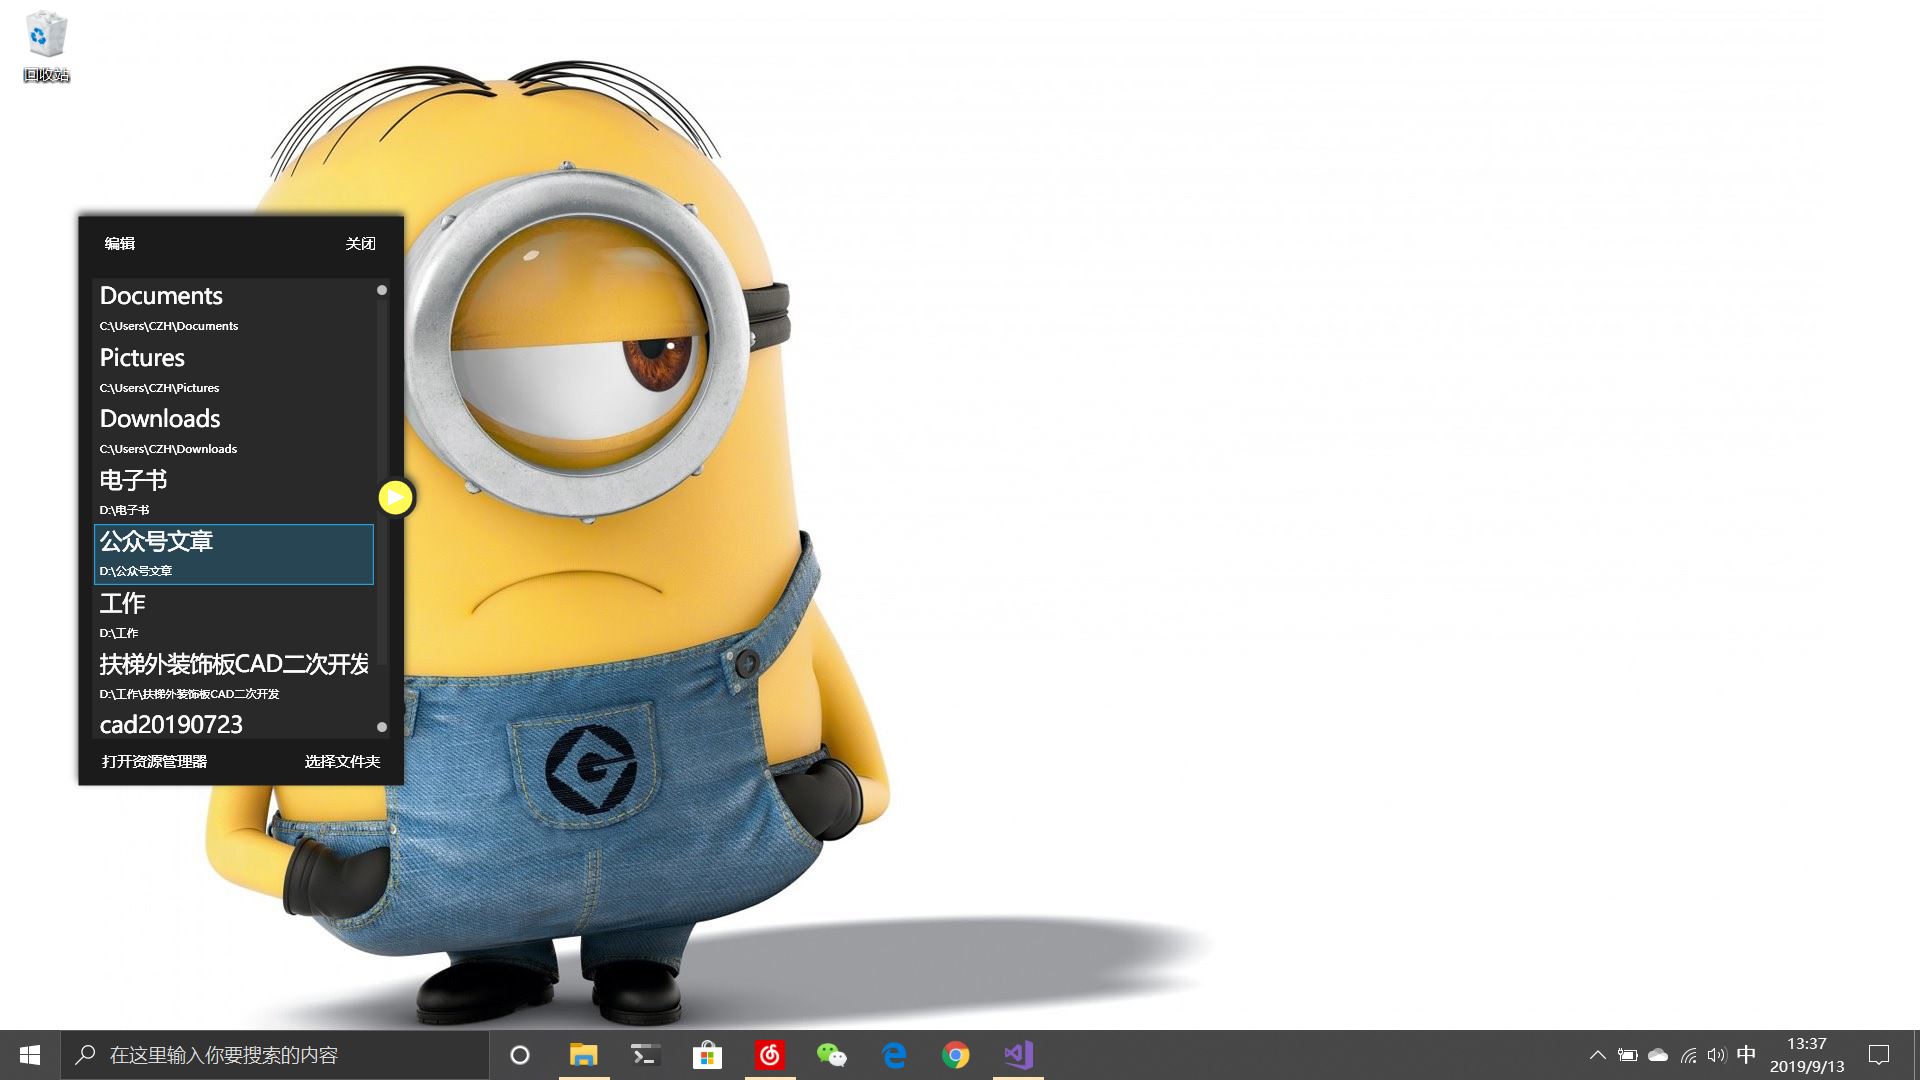 回收站
编辑 关闭
Documents
C:\Users\CZH\Documents
Pictures
C:\Users\CZH\Pictures
Downloads
C:\Users\CZH\Downloads
电子书
D:\电子书
公众号文章
D:\公众号文章
工作
D:\工作
扶梯外装饰板CAD二次开发
D:\工作\扶梯外装饰板CAD二次开发
cad20190723
打开资源管理器 选择文件夹
在这里输入你要搜索的内容
中
13:37
2019/9/13